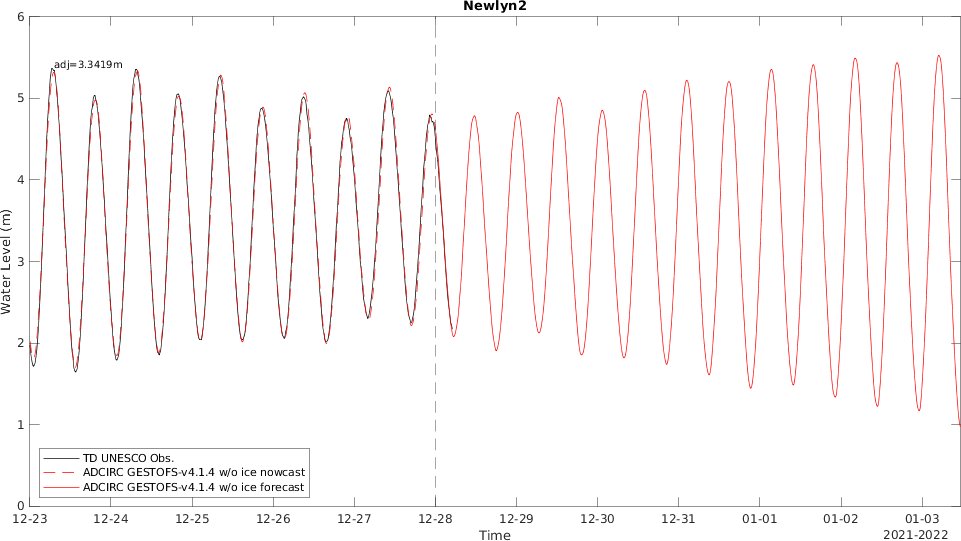 Newlyn2
adj=3.3419m
Water Level (m)
6
5
4
3
2
1
0
TD UNESCO Obs.
ADCIRC GESTOFS-v4.1.4 w/o ice nowcast
ADCIRC GESTOFS-v4.1.4 w/o ice forecast
12-23 12-24 12-25 12-26 12-27 12-28 12-29 12-30 12-31 01-01 01-02 01-03
Time
2021-2022